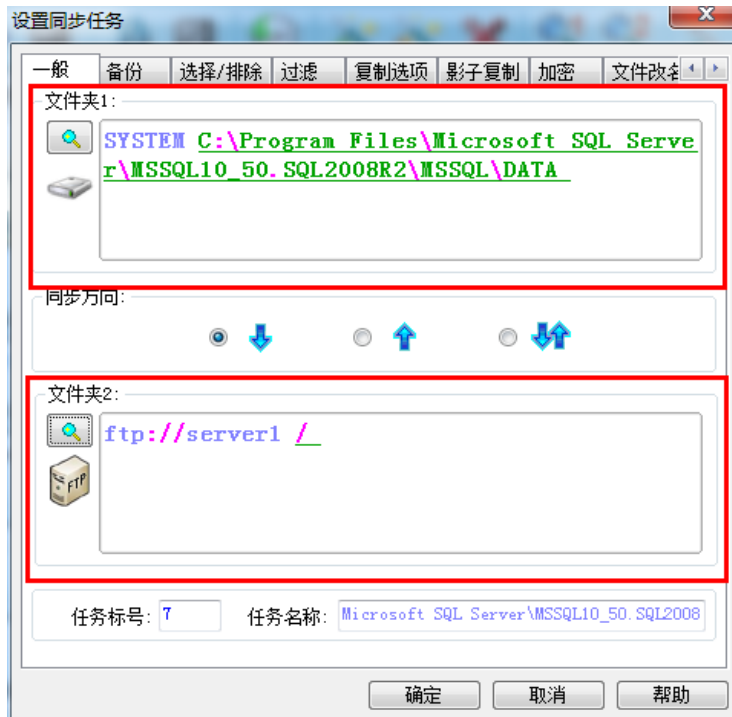 设置同步任务
X
一般 备份 选择/排除 过滤 复制选项 影子复制 加密 文件改名
文件夹1:
SYSTEM C:\Program Files\Microsoft SQL Serve
r\MSSQL10_50.SQL2008R2\MSSQL\DATA
同步方向:
文件夹2:
ftp://server1 /
FTP
任务标号: 7 任务名称: Microsoft SQL Server\MSSQL10_50.SQL2008
确定 取消 帮助